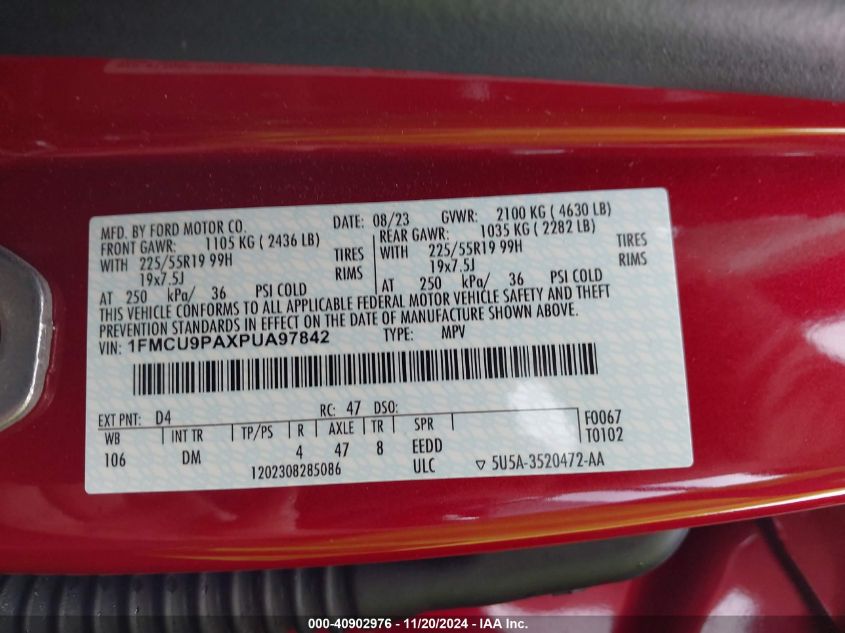 MFD. BY FORD MOTOR CO. DATE: 08/23 GVWR: 2100 KG ( 4630 LB)
FRONT GAWR: 1105 KG ( 2436 LB) REAR GAWR: 1035 KG ( 2282 LB)
WITH 225/55R19 99H TIRES WITH 225/55R19 99H TIRES
19x7.5J RIMS 19x7.5J RIMS
AT 250 kPa/ 36 PSI COLD AT 250 kPa/ 36 PSI COLD
THIS VEHICLE CONFORMS TO ALL APPLICABLE FEDERAL MOTOR VEHICLE SAFETY AND THEFT
PREVENTION STANDARDS IN EFFECT ON THE DATE OF MANUFACTURE SHOWN ABOVE.
VIN: 1FMCU9PAXPUA97842 TYPE: MPV
EXT PNT: D4 RC: 47 DSO: F0067
WB INT TR TP/PS R AXLE TR SPR T0102
106 DM 4 47 8 EEDD
1202308285086 ULC ▽ 5U5A-3520472-AA
000-40902976 - 11/20/2024 - IAA Inc.